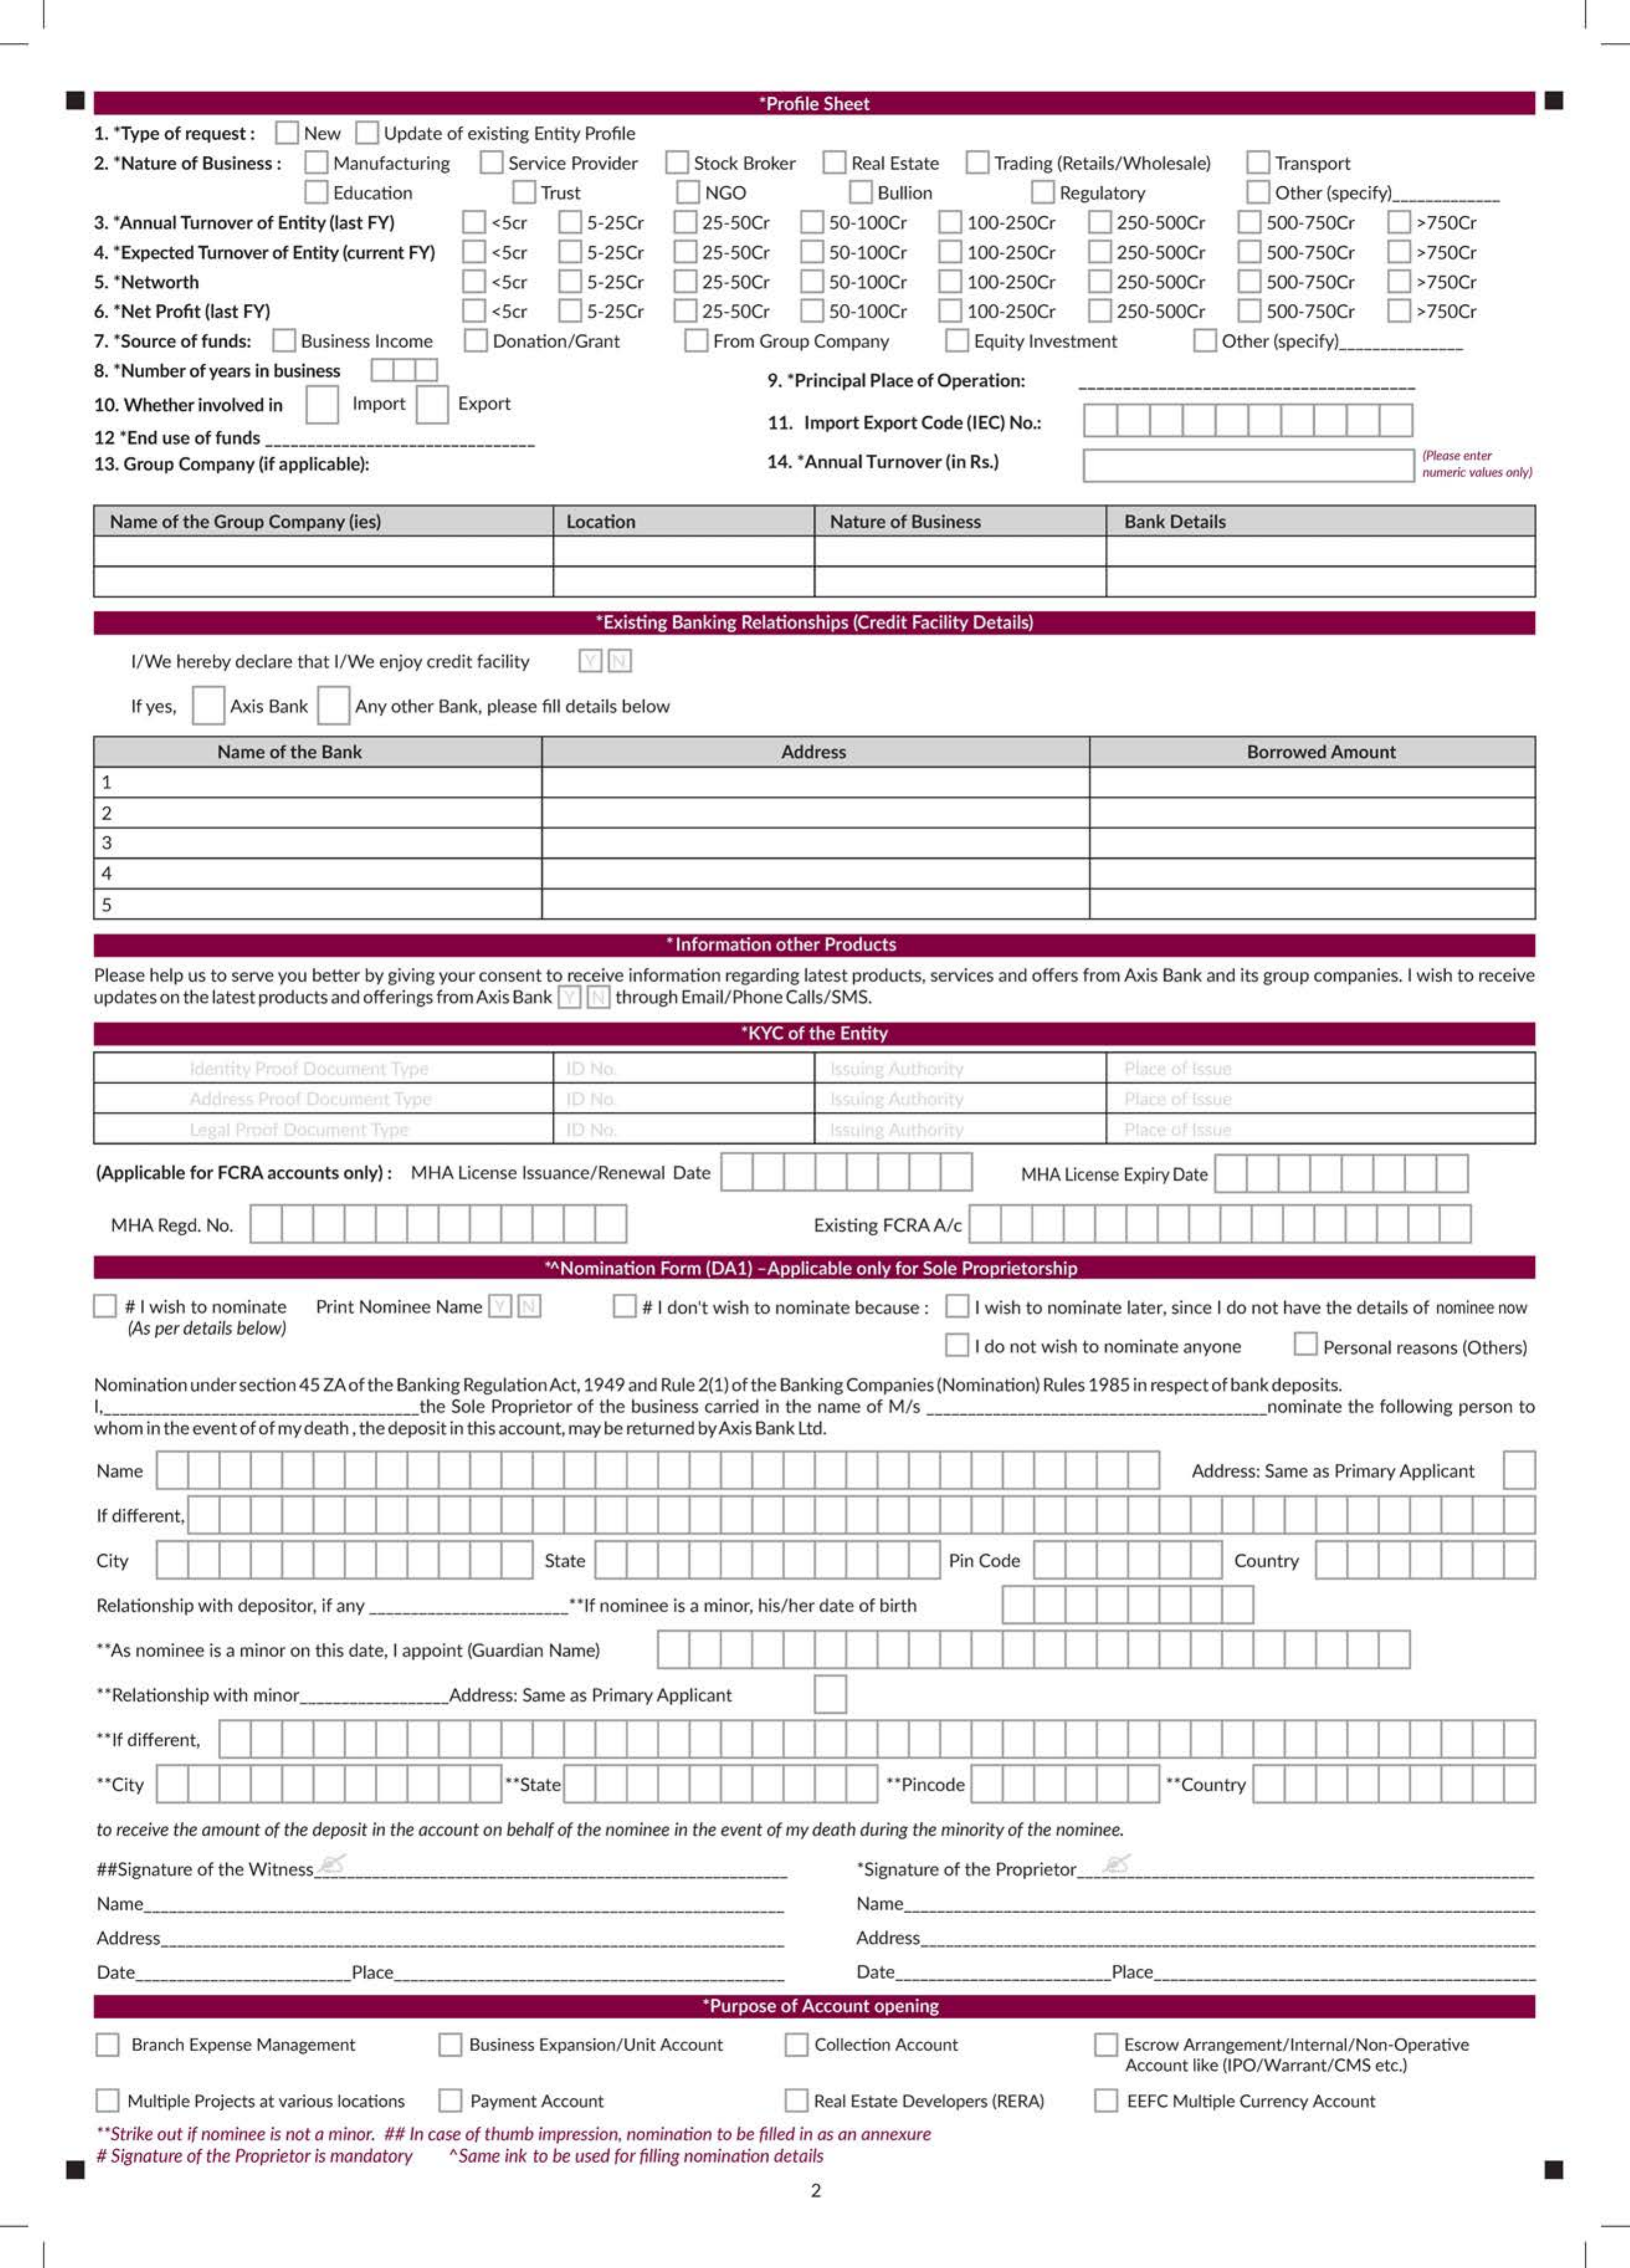 *Profile Sheet
1. *Type of request : New Update of existing Entity Profile
2. *Nature of Business : Manufacturing Service Provider Stock Broker Real Estate Trading (Retails/Wholesale) Transport
Education Trust NGO Bullion Regulatory Other (specify)______________
3. *Annual Turnover of Entity (last FY) <5cr 5-25Cr 25-50Cr 50-100Cr 100-250Cr 250-500Cr 500-750Cr >750Cr
4. *Expected Turnover of Entity (current FY) <5cr 5-25Cr 25-50Cr 50-100Cr 100-250Cr 250-500Cr 500-750Cr >750Cr
5. *Networth <5cr 5-25Cr 25-50Cr 50-100Cr 100-250Cr 250-500Cr 500-750Cr >750Cr
6. *Net Profit (last FY) <5cr 5-25Cr 25-50Cr 50-100Cr 100-250Cr 250-500Cr 500-750Cr >750Cr
7. *Source of funds: Business Income Donation/Grant From Group Company Equity Investment Other (specify)________________
8. *Number of years in business
9. *Principal Place of Operation: ________________
10. Whether involved in Import Export
11. Import Export Code (IEC) No.:
12 *End use of funds ________________
13. Group Company (if applicable):
14. *Annual Turnover (in Rs.) (Please enter
numeric values only)
Name of the Group Company (ies) Location Nature of Business Bank Details
*Existing Banking Relationships (Credit Facility Details)
I/We hereby declare that I/We enjoy credit facility Y N
If yes, Axis Bank Any other Bank, please fill details below
Name of the Bank Address Borrowed Amount
1
2
3
4
5
*Information other Products
Please help us to serve you better by giving your consent to receive information regarding latest products, services and offers from Axis Bank and its group companies. I wish to receive
updates on the latest products and offerings from Axis Bank Y N through Email/Phone Calls/SMS.
*KYC of the Entity
Identity Proof Document Type ID No. Issuing Authority Place of Issue
Address Proof Document Type ID No. Issuing Authority Place of Issue
Legal Proof Document Type ID No. Issuing Authority Place of Issue
(Applicable for FCRA accounts only) : MHA License Issuance/Renewal Date MHA License Expiry Date
MHA Regd. No. Existing FCRA A/c
*^Nomination Form (DA1) –Applicable only for Sole Proprietorship
# I wish to nominate Print Nominee Name Y N # I don't wish to nominate because : I wish to nominate later, since I do not have the details of nominee now
(As per details below)
I do not wish to nominate anyone Personal reasons (Others)
Nomination under section 45 ZA of the Banking Regulation Act, 1949 and Rule 2(1) of the Banking Companies (Nomination) Rules 1985 in respect of bank deposits.
I,________________the Sole Proprietor of the business carried in the name of M/s ________________nominate the following person to
whom in the event of of my death , the deposit in this account, may be returned by Axis Bank Ltd.
Name Address: Same as Primary Applicant
If different,
City State Pin Code Country
Relationship with depositor, if any ________________**If nominee is a minor, his/her date of birth
**As nominee is a minor on this date, I appoint (Guardian Name)
**Relationship with minor________________Address: Same as Primary Applicant
**If different,
**City **State **Pincode **Country
to receive the amount of the deposit in the account on behalf of the nominee in the event of my death during the minority of the nominee.
##Signature of the Witness________________ *Signature of the Proprietor________________
Name________________ Name________________
Address________________ Address________________
Date________________Place________________ Date________________Place________________
*Purpose of Account opening
Branch Expense Management Business Expansion/Unit Account Collection Account Escrow Arrangement/Internal/Non-Operative
Account like (IPO/Warrant/CMS etc.)
Multiple Projects at various locations Payment Account Real Estate Developers (RERA) EEFC Multiple Currency Account
**Strike out if nominee is not a minor. ## In case of thumb impression, nomination to be filled in as an annexure
# Signature of the Proprietor is mandatory ^Same ink to be used for filling nomination details
2